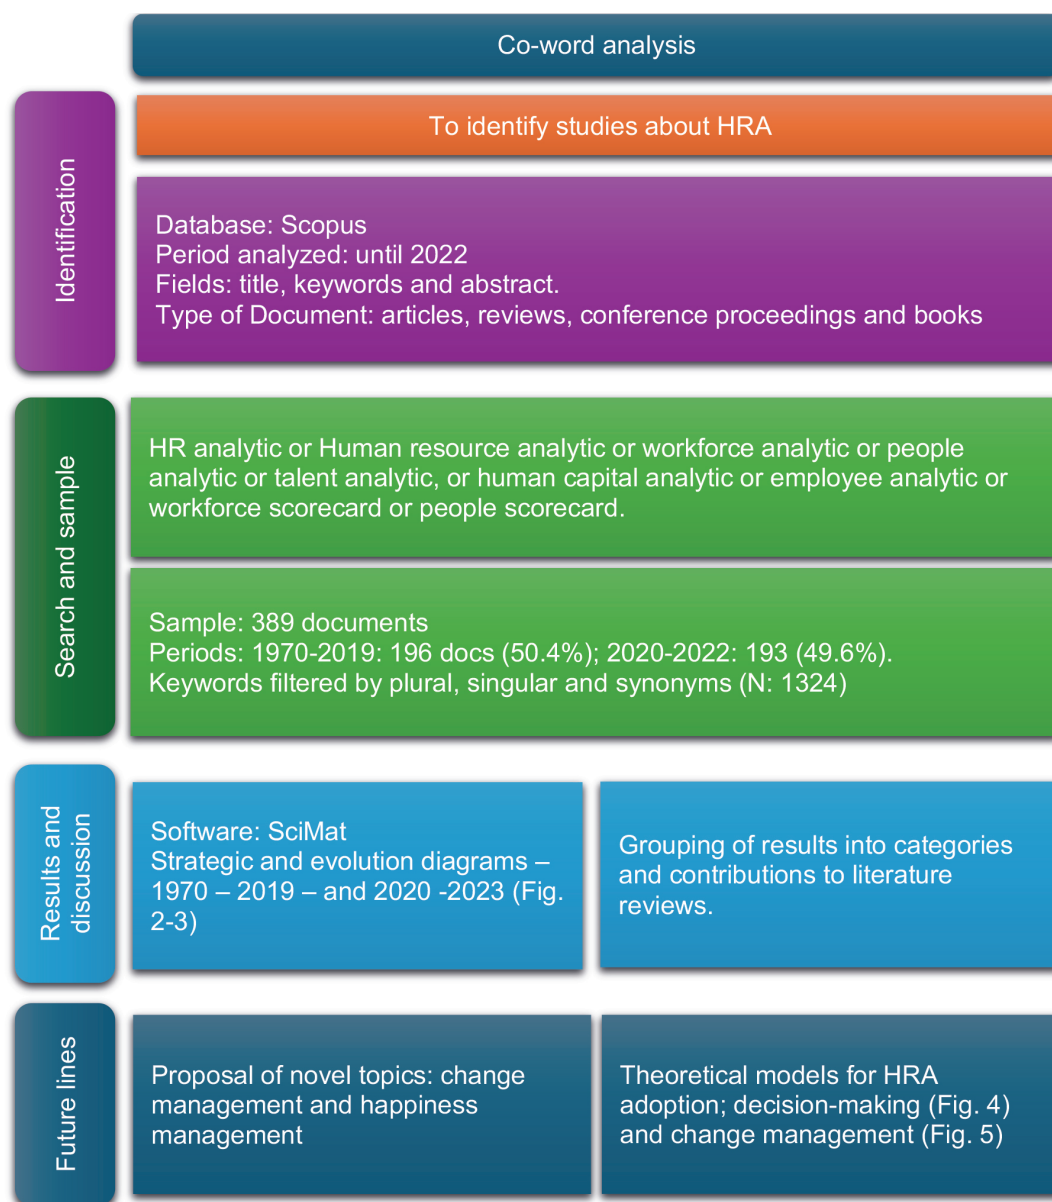 Co-word analysis
Identification
To identify studies about HRA
Database: Scopus
Period analyzed: until 2022
Fields: title, keywords and abstract.
Type of Document: articles, reviews, conference proceedings and books
Search and sample
HR analytic or Human resource analytic or workforce analytic or people
analytic or talent analytic, or human capital analytic or employee analytic or
workforce scorecard or people scorecard.
Sample: 389 documents
Periods: 1970-2019: 196 docs (50.4%); 2020-2022: 193 (49.6%).
Keywords filtered by plural, singular and synonyms (N: 1324)
Results and
discussion
Software: SciMat
Strategic and evolution diagrams –
1970 – 2019 – and 2020 -2023 (Fig.
2-3)
Grouping of results into categories
and contributions to literature
reviews.
Future lines
Proposal of novel topics: change
management and happiness
management
Theoretical models for HRA
adoption; decision-making (Fig. 4)
and change management (Fig. 5)